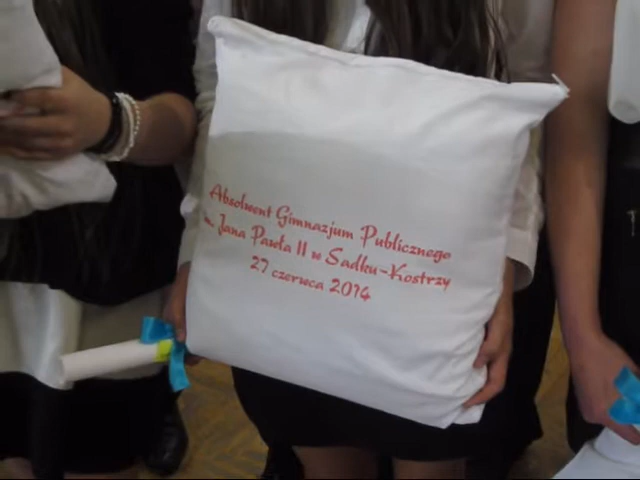 Absolwent Gimnazjum Publicznego
im. Jana Pawła II w Sadku-Kostrzy
27 czerwca 2014